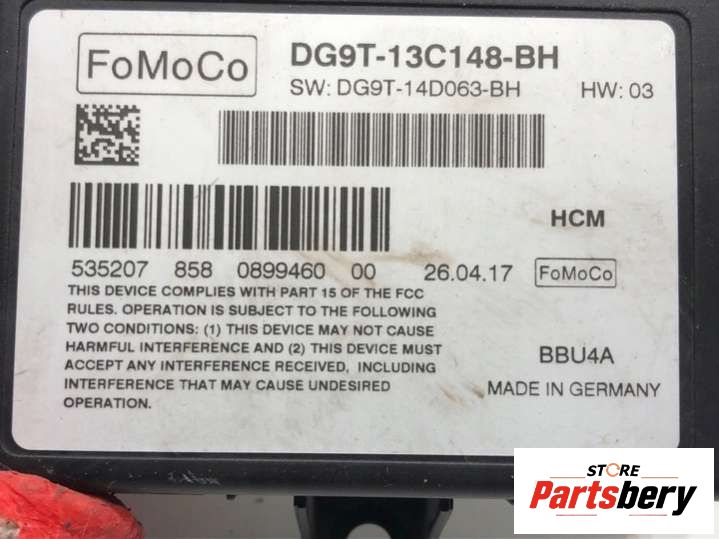 FoMoCo
DG9T-13C148-BH
SW: DG9T-14D063-BH HW: 03
HCM
535207 858 0899460 00 26.04.17 FoMoCo
THIS DEVICE COMPLIES WITH PART 15 OF THE FCC
RULES. OPERATION IS SUBJECT TO THE FOLLOWING
TWO CONDITIONS: (1) THIS DEVICE MAY NOT CAUSE
HARMFUL INTERFERENCE AND (2) THIS DEVICE MUST
ACCEPT ANY INTERFERENCE RECEIVED, INCLUDING
INTERFERENCE THAT MAY CAUSE UNDESIRED
OPERATION.
BBU4A
MADE IN GERMANY
STORE
Partsbery